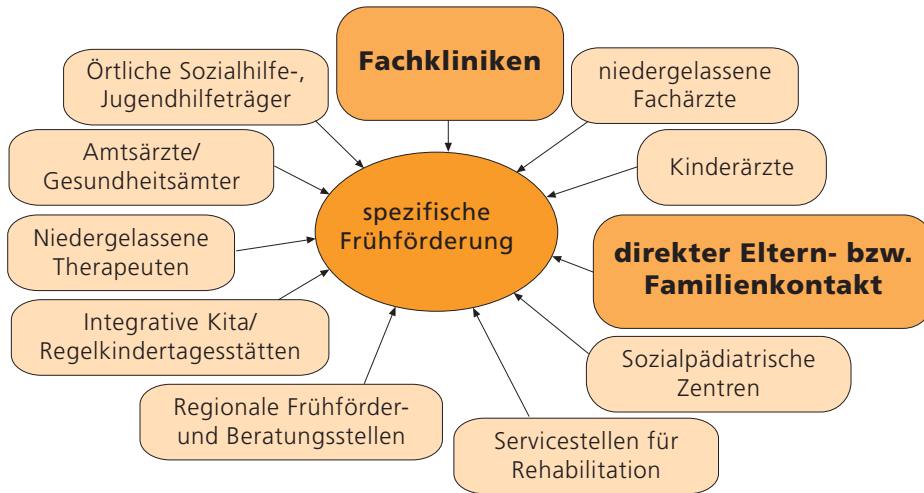 Fachkliniken
Örtliche Sozialhilfe-,
Jugendhilfeträger
niedergelassene
Fachärzte
Amtsärzte/
Gesundheitsämter
Kinderärzte
spezifische
Frühförderung
Niedergelassene
Therapeuten
direkter Eltern- bzw.
Familienkontakt
Integrative Kita/
Regelkindertagesstätten
Sozialpädiatrische
Zentren
Regionale Frühförder-
und Beratungsstellen
Servicestellen für
Rehabilitation